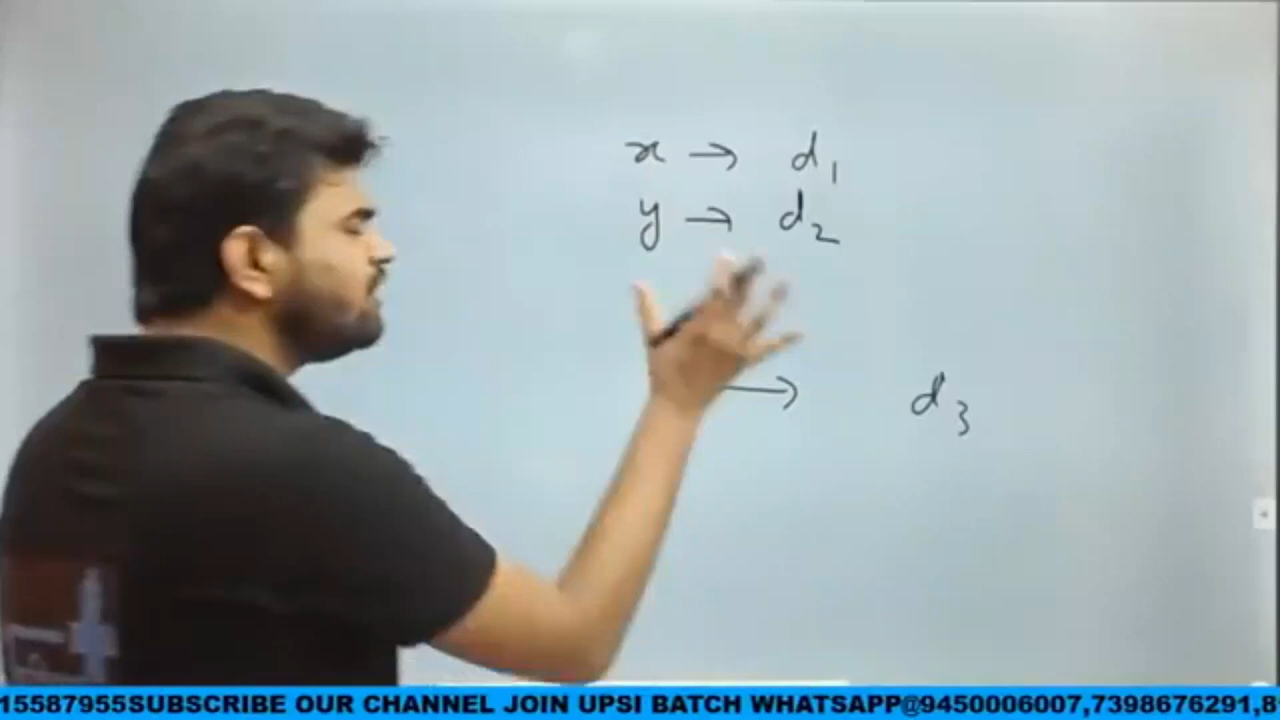 x → d1
y → d2
→ d3
15587955SUBSCRIBE OUR CHANNEL JOIN UPSI BATCH WHATSAPP@9450006007,7398676291,8